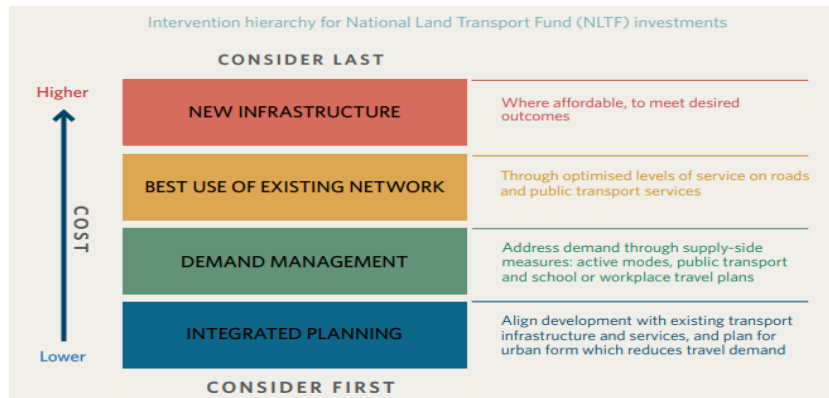 Intervention hierarchy for National Land Transport Fund (NLTF) investments
CONSIDER LAST
Higher
COST
Lower
NEW INFRASTRUCTURE
Where affordable, to meet desired
outcomes
BEST USE OF EXISTING NETWORK
Through optimised levels of service on roads
and public transport services
DEMAND MANAGEMENT
Address demand through supply-side
measures: active modes, public transport
and school or workplace travel plans
INTEGRATED PLANNING
Align development with existing transport
infrastructure and services, and plan for
urban form which reduces travel demand
CONSIDER FIRST